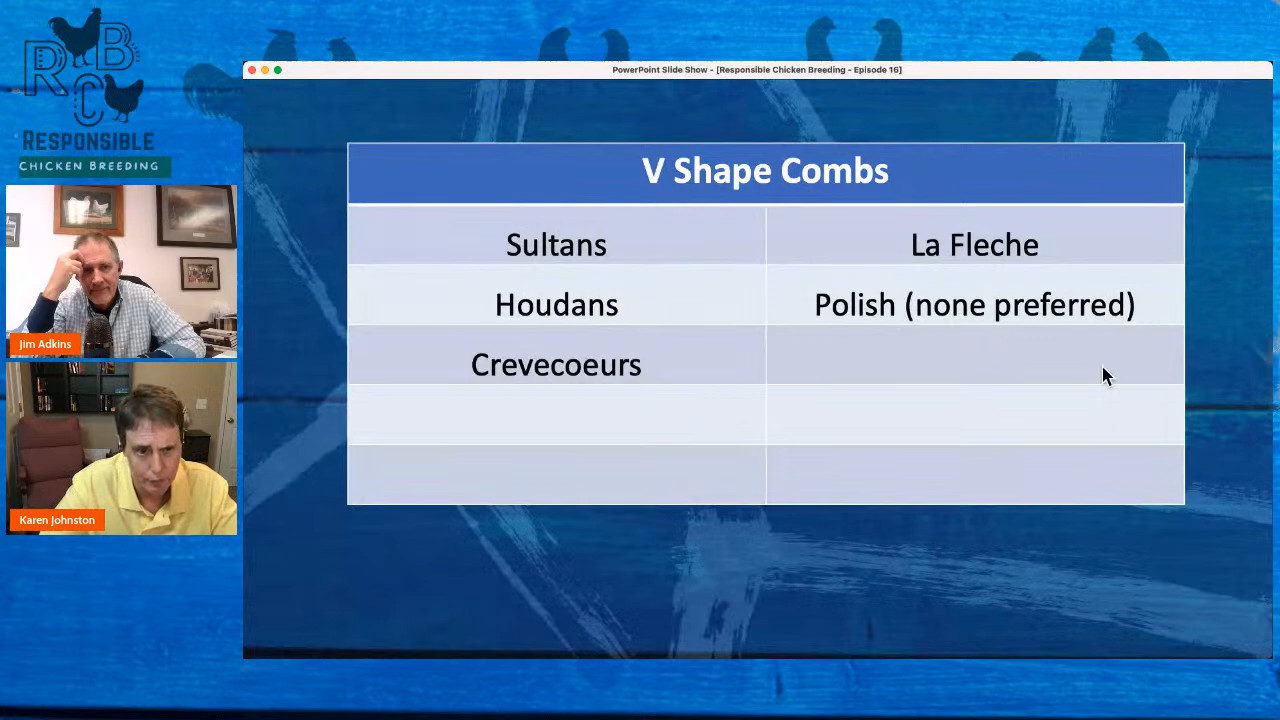 RBC
RESPONSIBLE
CHICKEN BREEDING
PowerPoint Slide Show - [Responsible Chicken Breeding - Episode 16]
V Shape Combs
Sultans
La Fleche
Houdans
Polish (none preferred)
Crevecoeurs
Jim Adkins
Karen Johnston